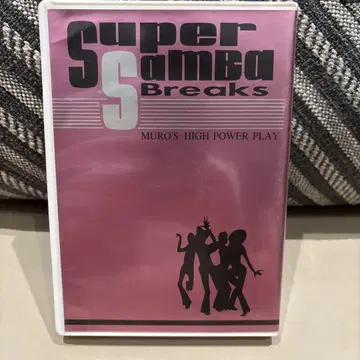 Super
Samba
Breaks
MURO'S HIGH POWER PLAY